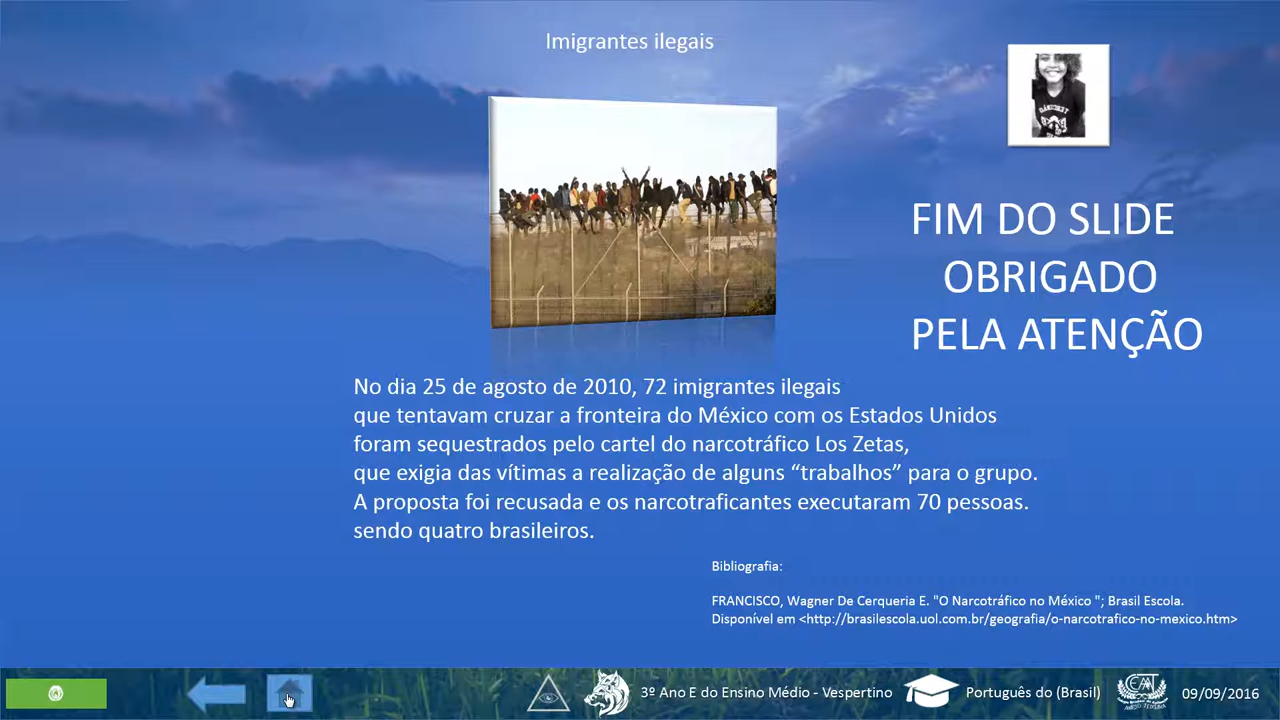 Imigrantes ilegais
FIM DO SLIDE
OBRIGADO
PELA ATENÇÃO
No dia 25 de agosto de 2010, 72 imigrantes ilegais
que tentavam cruzar a fronteira do México com os Estados Unidos
foram sequestrados pelo cartel do narcotráfico Los Zetas,
que exigia das vítimas a realização de alguns “trabalhos” para o grupo.
A proposta foi recusada e os narcotraficantes executaram 70 pessoas.
sendo quatro brasileiros.
Bibliografia:
FRANCISCO, Wagner De Cerqueria E. "O Narcotráfico no México "; Brasil Escola.
Disponível em <http://brasilescola.uol.com.br/geografia/o-narcotrafico-no-mexico.htm>
3º Ano E do Ensino Médio - Vespertino
Português do (Brasil)
CAT
09/09/2016